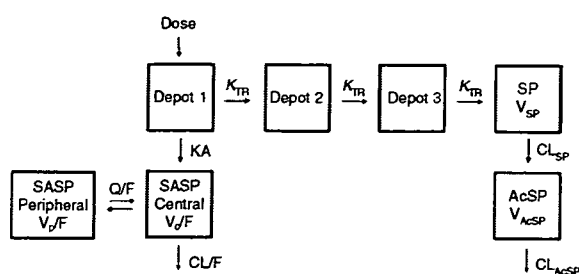 Dose
Depot 1
K_TR
Depot 2
K_TR
Depot 3
K_TR
SP
V_SP
KA
CL_SP
SASP
Peripheral
V_p/F
Q/F
SASP
Central
V_c/F
AcSP
V_AcSP
CL/F
CL_AcSP